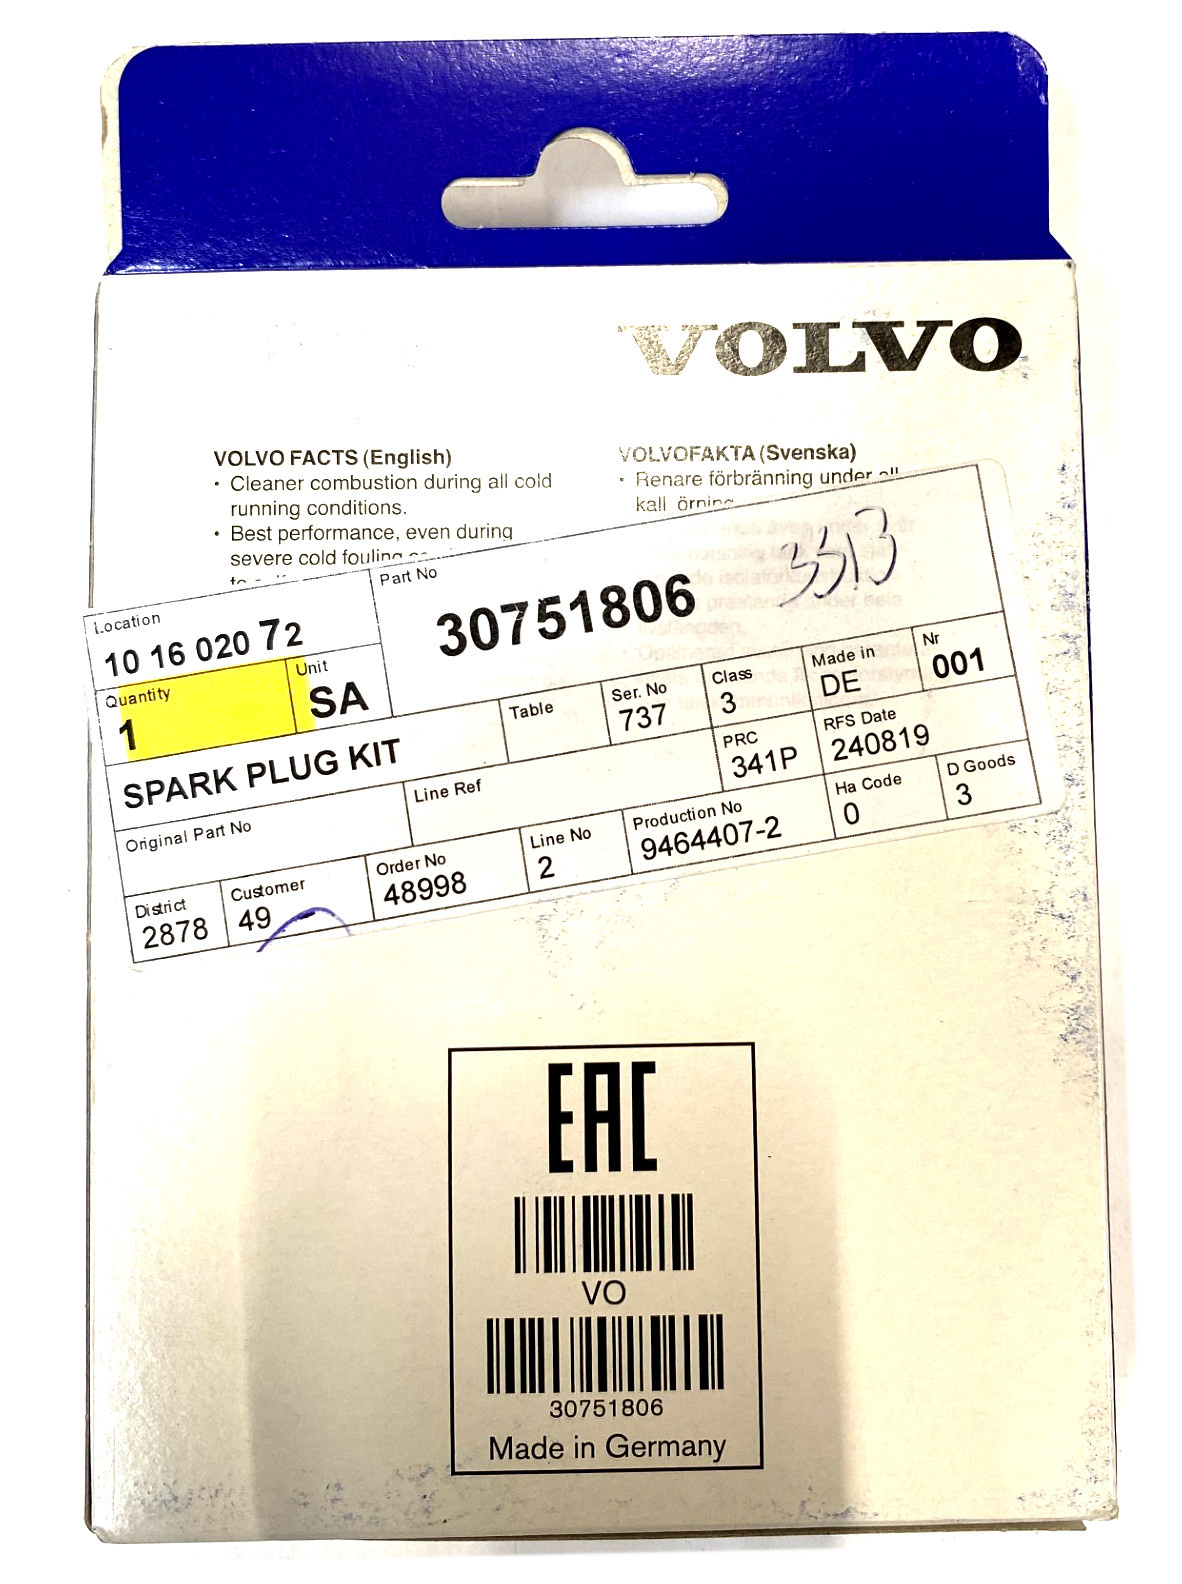 VOLVO
VOLVO FACTS (English)
• Cleaner combustion during all cold
running conditions.
• Best performance, even during
severe cold fouling
VOLVOFAKTA (Svenska)
• Renare förbränning under all
kall örning
3313
Location
10 16 020 72
Part No
30751806
Quantity
1
Unit
SA
SPARK PLUG KIT
Table
Ser. No
737
Class
3
Made in
DE
Nr
001
Original Part No
Line Ref
PRC
341P
RFS Date
240819
District
2878
Customer
49
Order No
48998
Line No
2
Production No
9464407-2
Ha Code
0
D Goods
3
EAC
VO
30751806
Made in Germany